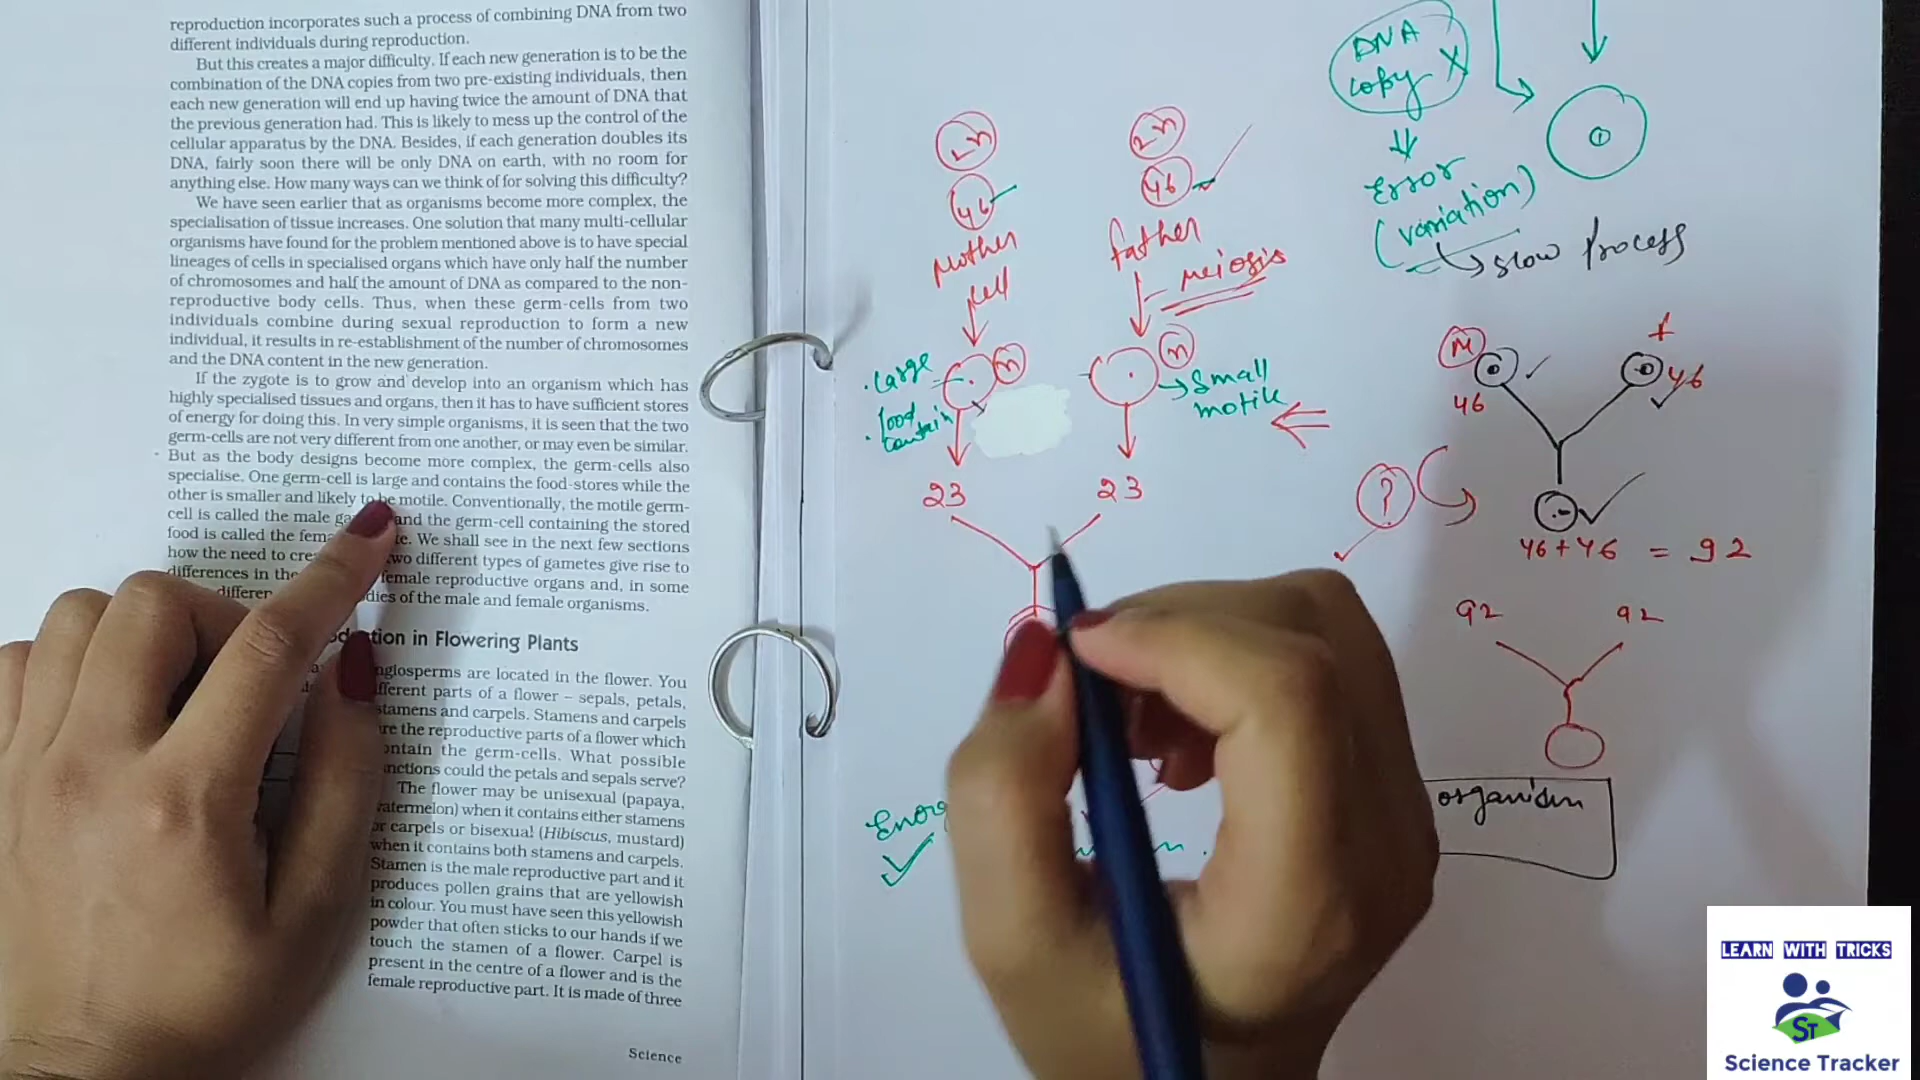 reproduction incorporates such a process of combining DNA from two
different individuals during reproduction.
But this creates a major difficulty. If each new generation is to be the
combination of the DNA copies from two pre-existing individuals, then
each new generation will end up having twice the amount of DNA that
the previous generation had. This is likely to mess up the control of the
cellular apparatus by the DNA. Besides, if each generation doubles its
DNA, fairly soon there will be only DNA on earth, with no room for
anything else. How many ways can we think of for solving this difficulty?
We have seen earlier that as organisms become more complex, the
specialisation of tissue increases. One solution that many multi-cellular
organisms have found for the problem mentioned above is to have special
lineages of cells in specialised organs which have only half the number
of chromosomes and half the amount of DNA as compared to the non-
reproductive body cells. Thus, when these germ-cells from two
individuals combine during sexual reproduction to form a new
individual, it results in re-establishment of the number of chromosomes
and the DNA content in the new generation.
If the zygote is to grow and develop into an organism which has
highly specialised tissues and organs, then it has to have sufficient stores
of energy for doing this. In very simple organisms, it is seen that the two
germ-cells are not very different from one another, or may even be similar.
But as the body designs become more complex, the germ-cells also
specialise. One germ-cell is large and contains the food-stores while the
other is smaller and likely to be motile. Conventionally, the motile germ-
cell is called the male ga and the germ-cell containing the stored
food is called the fema te. We shall see in the next few sections
how the need to cre two different types of gametes give rise to
differences in the female reproductive organs and, in some
differen dies of the male and female organisms.
tion in Flowering Plants
ngiosperms are located in the flower. You
fferent parts of a flower – sepals, petals,
stamens and carpels. Stamens and carpels
are the reproductive parts of a flower which
ontain the germ-cells. What possible
nctions could the petals and sepals serve?
The flower may be unisexual (papaya,
watermelon) when it contains either stamens
or carpels or bisexual (Hibiscus, mustard)
when it contains both stamens and carpels.
Stamen is the male reproductive part and it
produces pollen grains that are yellowish
in colour. You must have seen this yellowish
powder that often sticks to our hands if we
touch the stamen of a flower. Carpel is
present in the centre of a flower and is the
female reproductive part. It is made of three
Science
2n
46
Mother
cell
n
.Large
.food
contain
23
2n
46
father
meiosis
n
Small
motile
23
Energ
DNA
copy X
Error
(variation)
slow process
M
46
f
46
?
46+46 = 92
92 92
organism
LEARN WITH TRICKS
ST
Science Tracker